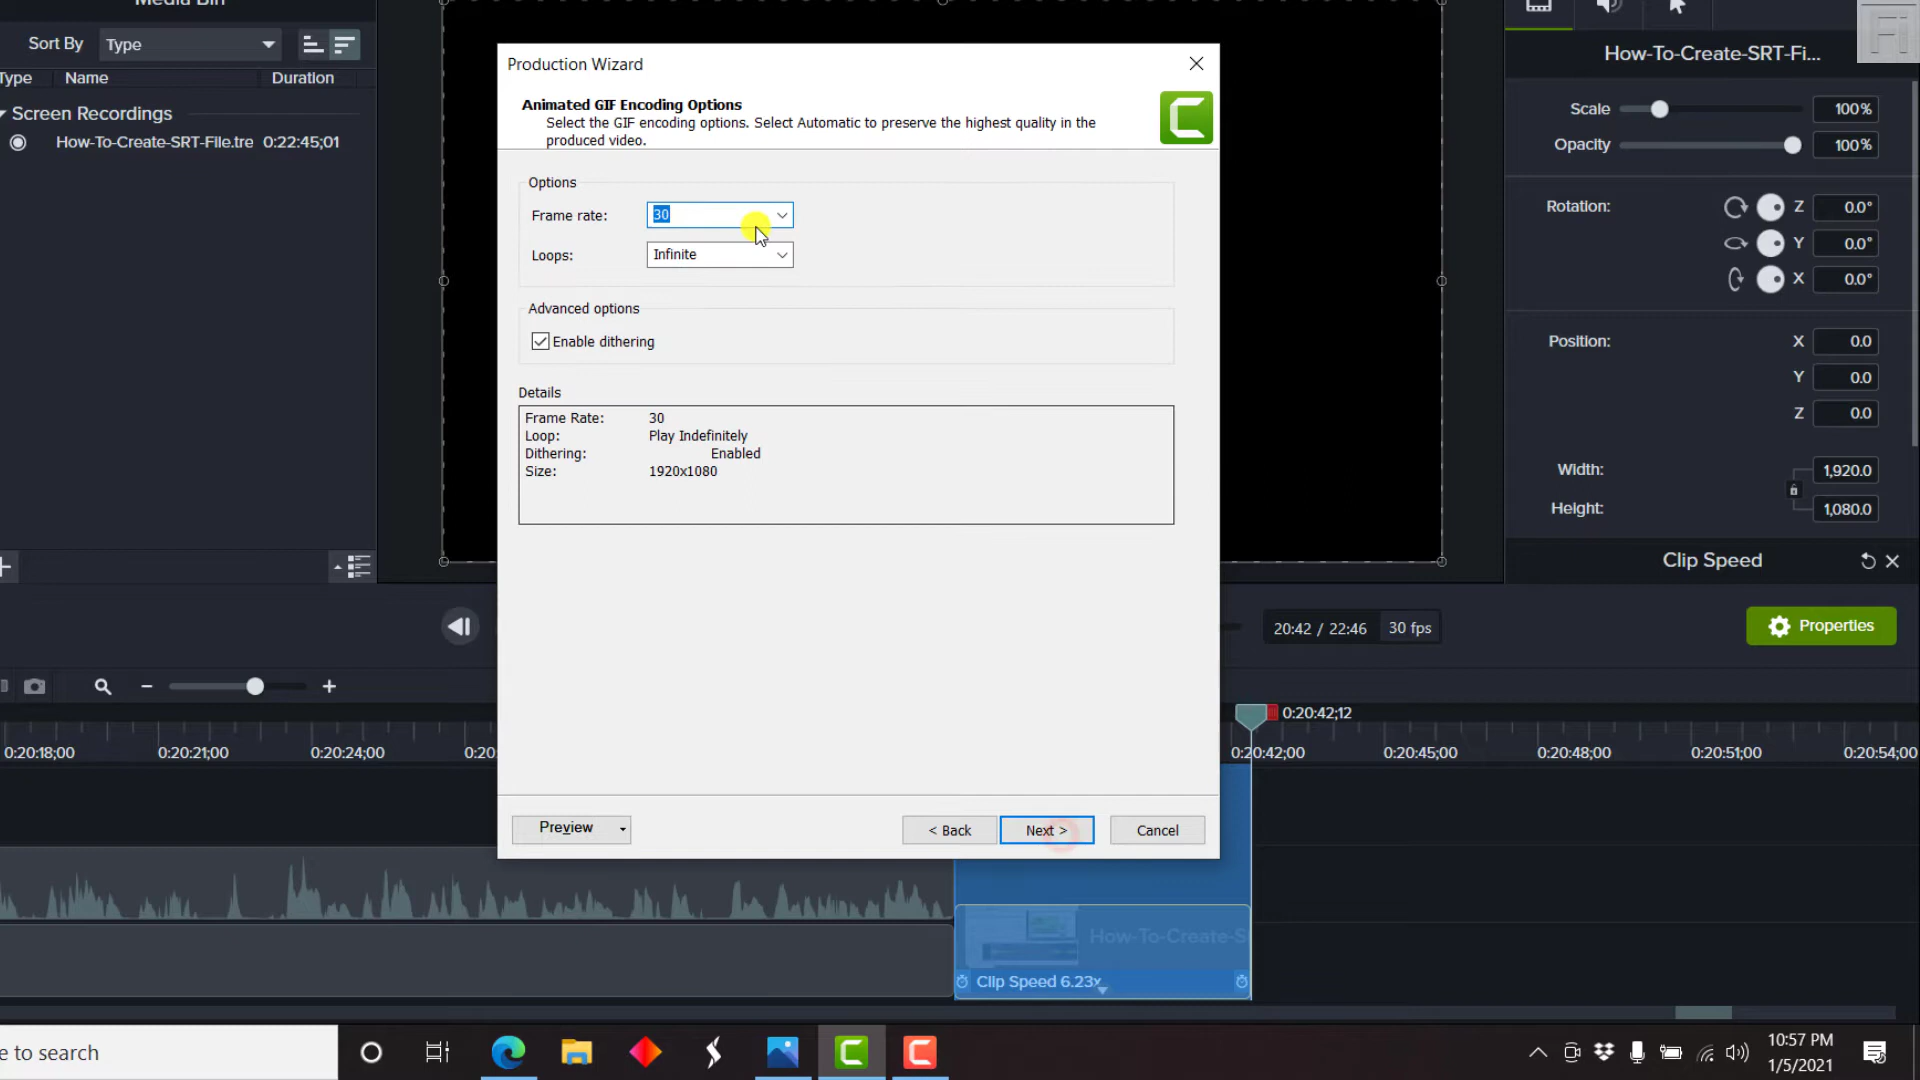 Media Bin
Sort By Type
Type Name Duration
Screen Recordings
How-To-Create-SRT-FIle.tre 0:22:45;01
Production Wizard
Animated GIF Encoding Options
Select the GIF encoding options. Select Automatic to preserve the highest quality in the
produced video.
Options
Frame rate: 30
Loops: Infinite
Advanced options
Enable dithering
Details
Frame Rate: 30
Loop: Play Indefinitely
Dithering: Enabled
Size: 1920x1080
Preview
< Back
Next >
Cancel
Fi
How-To-Create-SRT-Fi...
Scale 100%
Opacity 100%
Rotation: Z 0.0°
Y 0.0°
X 0.0°
Position: X 0.0
Y 0.0
Z 0.0
Width: 1,920.0
Height: 1,080.0
Clip Speed
20:42 / 22:46 30 fps
Properties
0:20:42;12
0:20:18;00 0:20:21;00 0:20:24;00 0:20: 0:20:42;00 0:20:45;00 0:20:48;00 0:20:51;00 0:20:54;00
How-To-Create-S
Clip Speed 6.23x
e to search
10:57 PM
1/5/2021